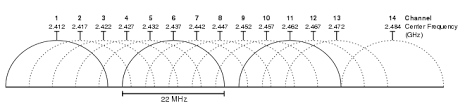 1 2 3 4 5 6 7 8 9 10 11 12 13 14 Channel
2.412 2.417 2.422 2.427 2.432 2.437 2.442 2.447 2.452 2.457 2.462 2.467 2.472 2.484 Center Frequency
(GHz)
22 MHz